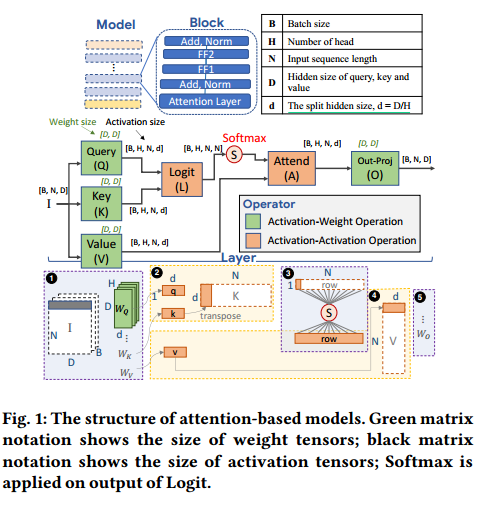 Model
Block
Add, Norm
FF2
FF1
Add, Norm
Attention Layer
B Batch size
H Number of head
N Input sequence length
D Hidden size of query, key and
value
d The split hidden size, d = D/H
Weight size
Activation size
[D, D]
Query
(Q)
[B, H, N, d]
[B, N, D]
I
[D, D]
Key
(K)
[B, H, N, d]
[D, D]
Value
(V)
[B, H, N, d]
Logit
(L)
[B, H, N, N]
Softmax
S
Attend
(A)
[B, H, N, d]
[D, D]
Out-Proj
(O)
[B, N, D]
Operator
Activation-Weight Operation
Activation-Activation Operation
Layer
1
H
D
WQ
d
I
N
B
D
WK
WV
2
d
1
q
k
v
N
d
K
transpose
3
N
1
row
S
row
4
d
N
V
5
WO
Fig. 1: The structure of attention-based models. Green matrix
notation shows the size of weight tensors; black matrix
notation shows the size of activation tensors; Softmax is
applied on output of Logit.